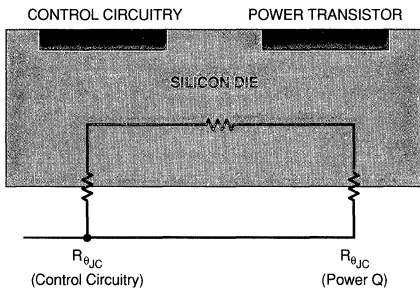 CONTROL CIRCUITRY POWER TRANSISTOR
SILICON DIE
RθJC RθJC
(Control Circuitry) (Power Q)